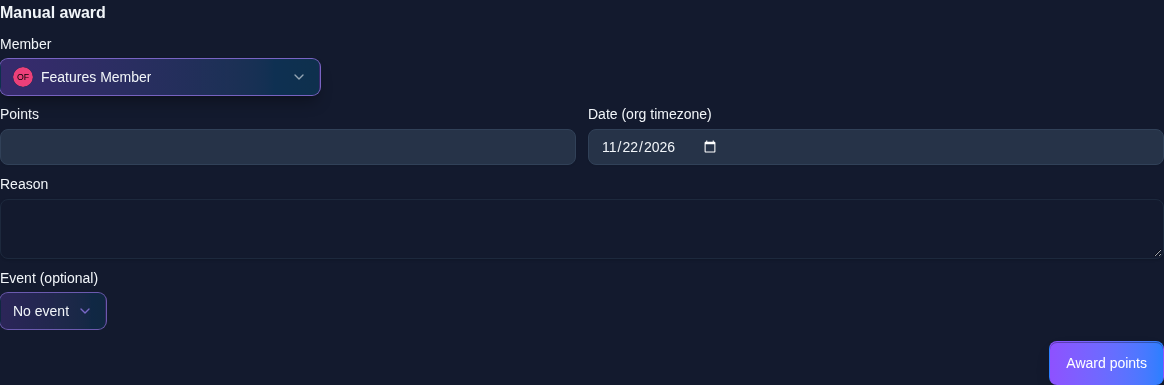 Manual award
Member
OF Features Member
Points
Date (org timezone)
11/22/2026
Reason
Event (optional)
No event
Award points